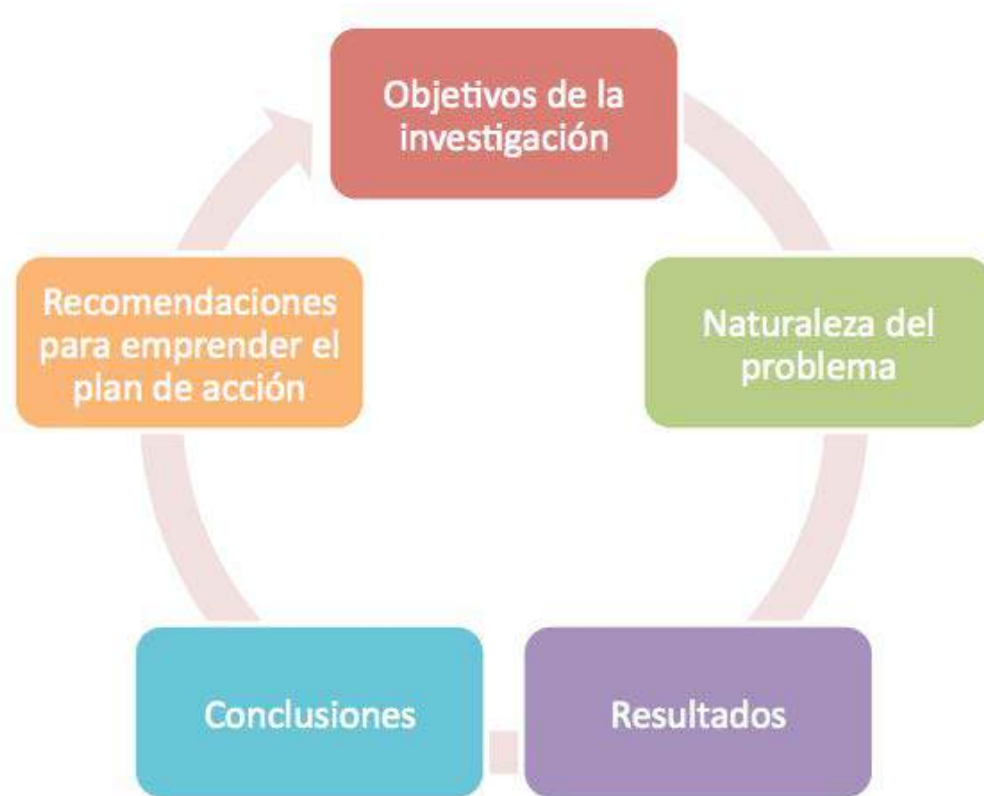 Objetivos de la
investigación
Naturaleza del
problema
Resultados
Conclusiones
Recomendaciones
para emprender el
plan de acción